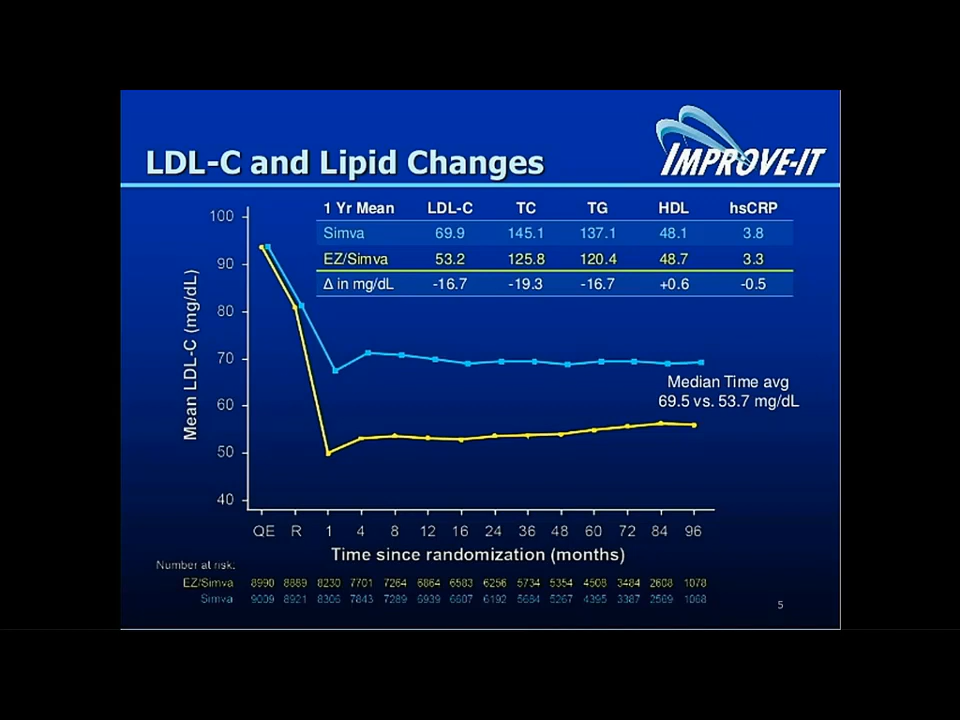 IMPROVE-IT
LDL-C and Lipid Changes
1 Yr Mean LDL-C TC TG HDL hsCRP
Simva 69.9 145.1 137.1 48.1 3.8
EZ/Simva 53.2 125.8 120.4 48.7 3.3
Δ in mg/dL -16.7 -19.3 -16.7 +0.6 -0.5
Mean LDL-C (mg/dL)
100
90
80
70
60
50
40
Median Time avg
69.5 vs. 53.7 mg/dL
QE R 1 4 8 12 16 24 36 48 60 72 84 96
Time since randomization (months)
Number at risk:
EZ/Simva 8990 8889 8230 7701 7264 6864 6583 6256 5734 5354 4508 3484 2608 1078
Simva 9009 8921 8306 7843 7289 6939 6607 6192 5684 5267 4395 3387 2569 1068
5